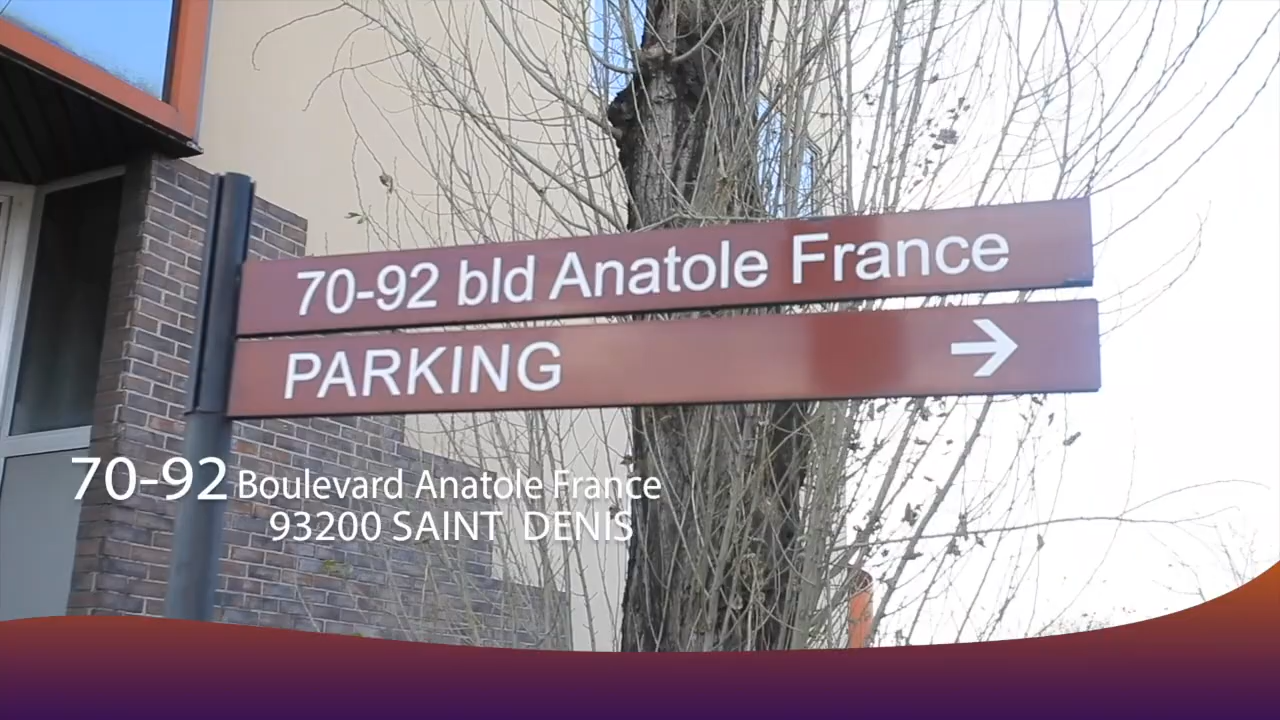 70-92 bld Anatole France
PARKING →
70-92 Boulevard Anatole France
93200 SAINT DENIS